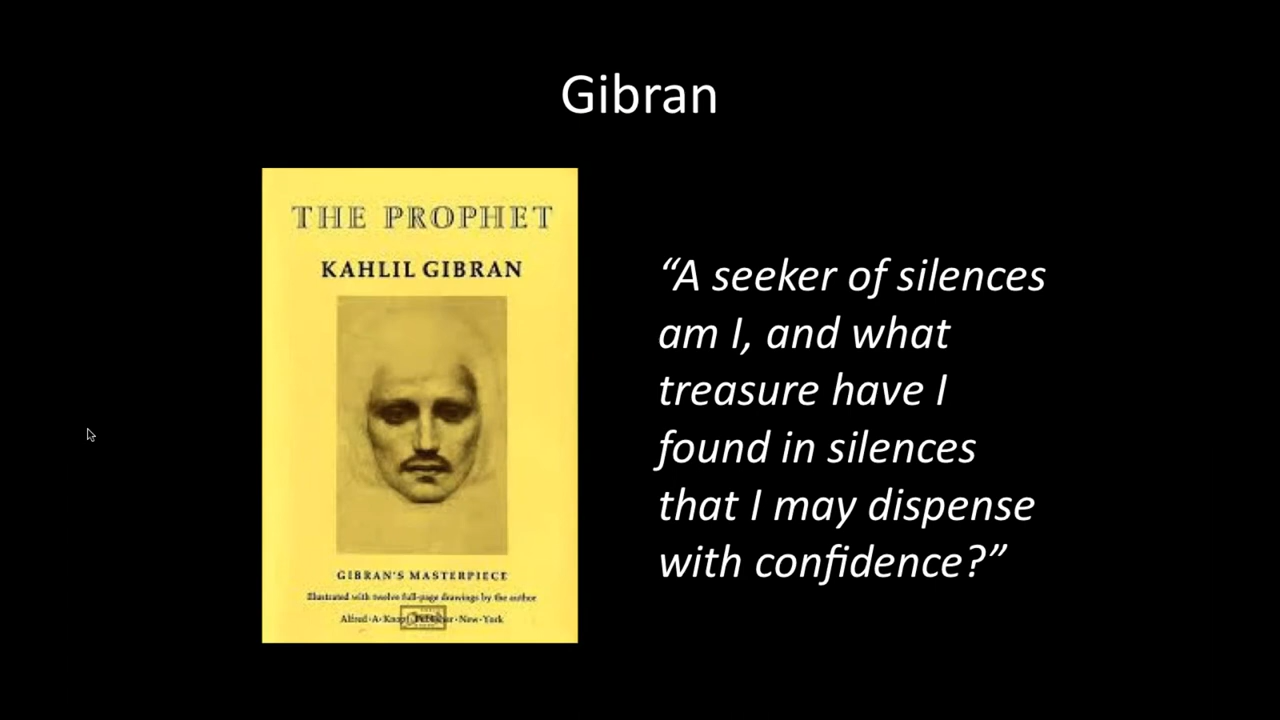 Gibran
THE PROPHET
KAHLIL GIBRAN
GIBRAN'S MASTERPIECE
Illustrated with twelve full-page drawings by the author
Alfred·A·Knopf Publisher·New·York
“A seeker of silences
am I, and what
treasure have I
found in silences
that I may dispense
with confidence?”